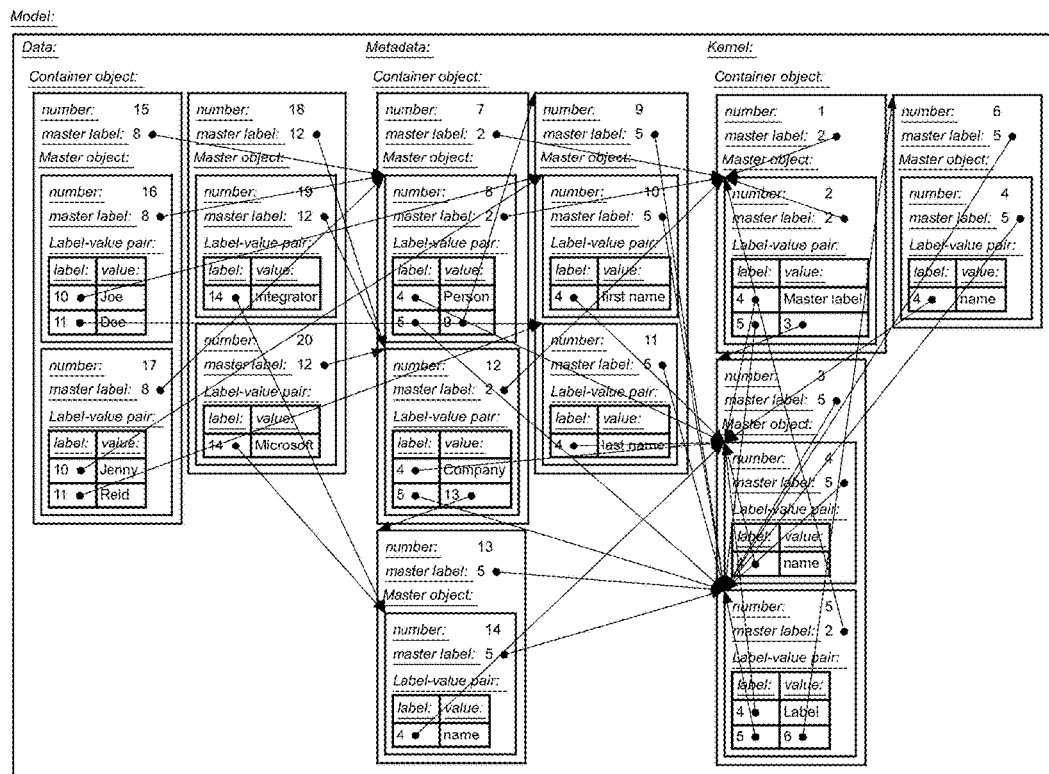 Model:
Data:
Container object:
number: 15
master label: 8
Master object:
number: 16
master label: 8
Label-value pair:
label: value:
10 Joe
11 Doe
number: 17
master label: 8
Label-value pair:
label: value:
10 Jenny
11 Reid
number: 18
master label: 12
Master object:
number: 19
master label: 12
Label-value pair:
label: value:
14 Integrator
number: 20
master label: 12
Label-value pair:
label: value:
14 Microsoft
Metadata:
Container object:
number: 7
master label: 2
Master object:
number: 8
master label: 2
Label-value pair:
label: value:
4 Person
5 9
number: 12
master label: 2
Label-value pair:
label: value:
4 Company
5 13
number: 9
master label: 5
Master object:
number: 10
master label: 5
Label-value pair:
label: value:
4 first name
number: 11
master label: 5
Label-value pair:
label: value:
4 last name
number: 13
master label: 5
Master object:
number: 14
master label: 5
Label-value pair:
label: value:
4 name
Kernel:
Container object:
number: 1
master label: 2
Master object:
number: 2
master label: 2
Label-value pair:
label: value:
4 Master label
5 3
number: 3
master label: 5
Master object:
number: 4
master label: 5
Label-value pair:
label: value:
4 name
number: 5
master label: 2
Label-value pair:
label: value:
4 Label
5 6
number: 6
master label: 5
Master object:
number: 4
master label: 5
Label-value pair:
label: value:
4 name